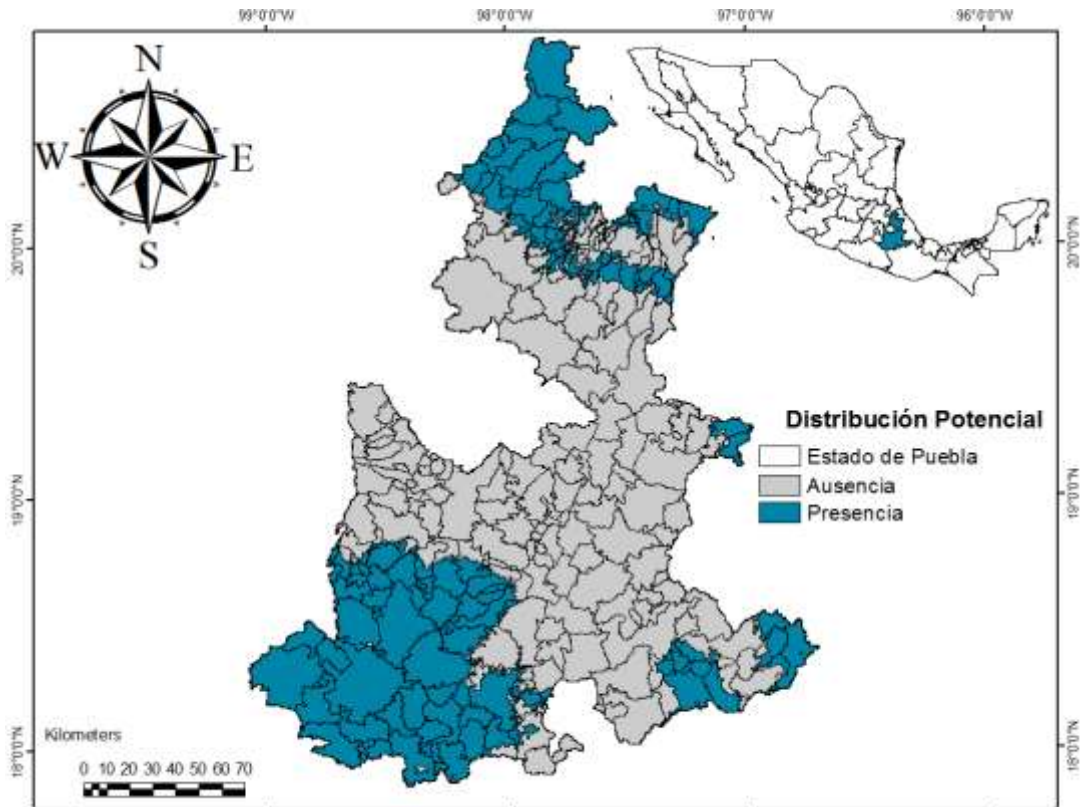 99°0'0"W 98°0'0"W 97°0'0"W 96°0'0"W
N
W E
S
20°0'0"N 20°0'0"N
Distribución Potencial
Estado de Puebla
Ausencia
Presencia
19°0'0"N 19°0'0"N
Kilometers
0 5 10 20 30 40 50 60 70
18°0'0"N 18°0'0"N